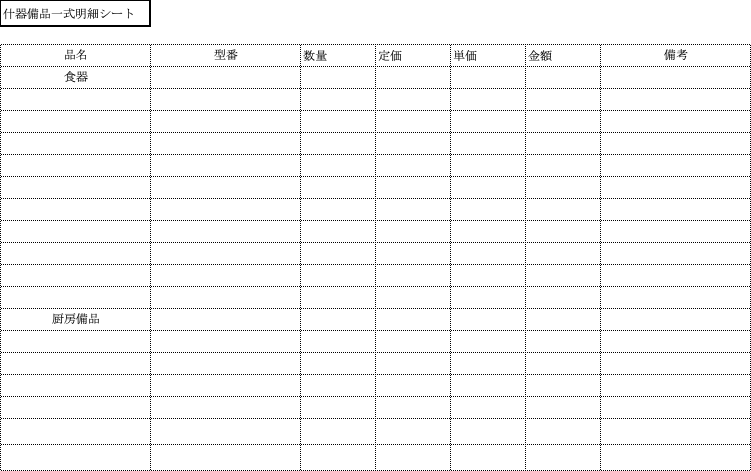 什器備品一式明細シート
品名 型番 数量 定価 単価 金額 備考
食器
厨房備品